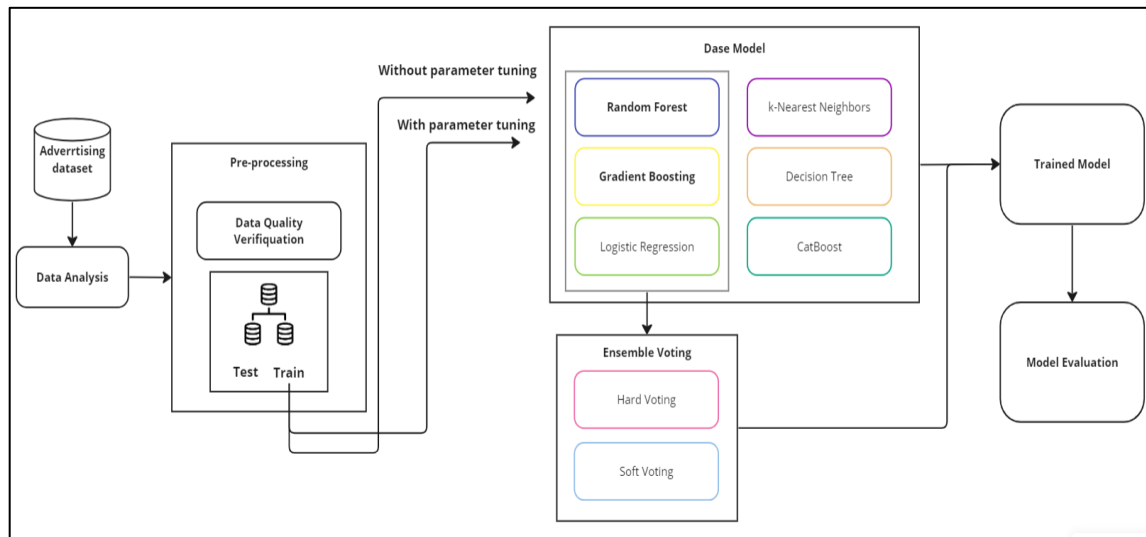 Adverrtising
dataset
Data Analysis
Pre-processing
Data Quality
Verifiquation
Test
Train
Without parameter tuning
With parameter tuning
Dase Model
Random Forest
k-Nearest Neighbors
Gradient Boosting
Decision Tree
Logistic Regression
CatBoost
Ensemble Voting
Hard Voting
Soft Voting
Trained Model
Model Evaluation